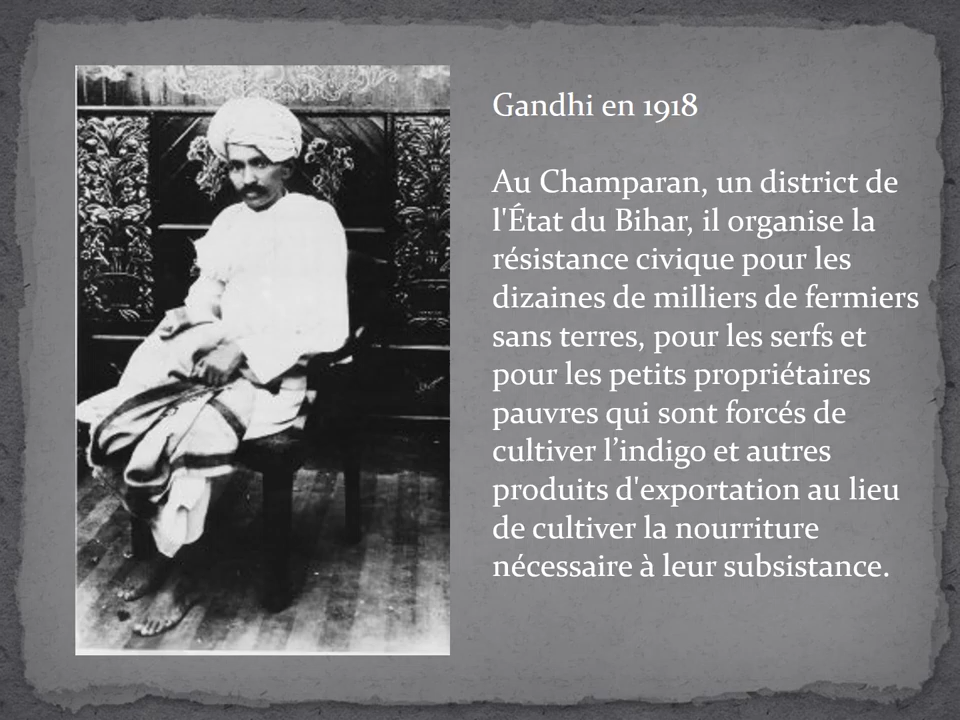 Gandhi en 1918
Au Champaran, un district de
l'État du Bihar, il organise la
résistance civique pour les
dizaines de milliers de fermiers
sans terres, pour les serfs et
pour les petits propriétaires
pauvres qui sont forcés de
cultiver l’indigo et autres
produits d'exportation au lieu
de cultiver la nourriture
nécessaire à leur subsistance.